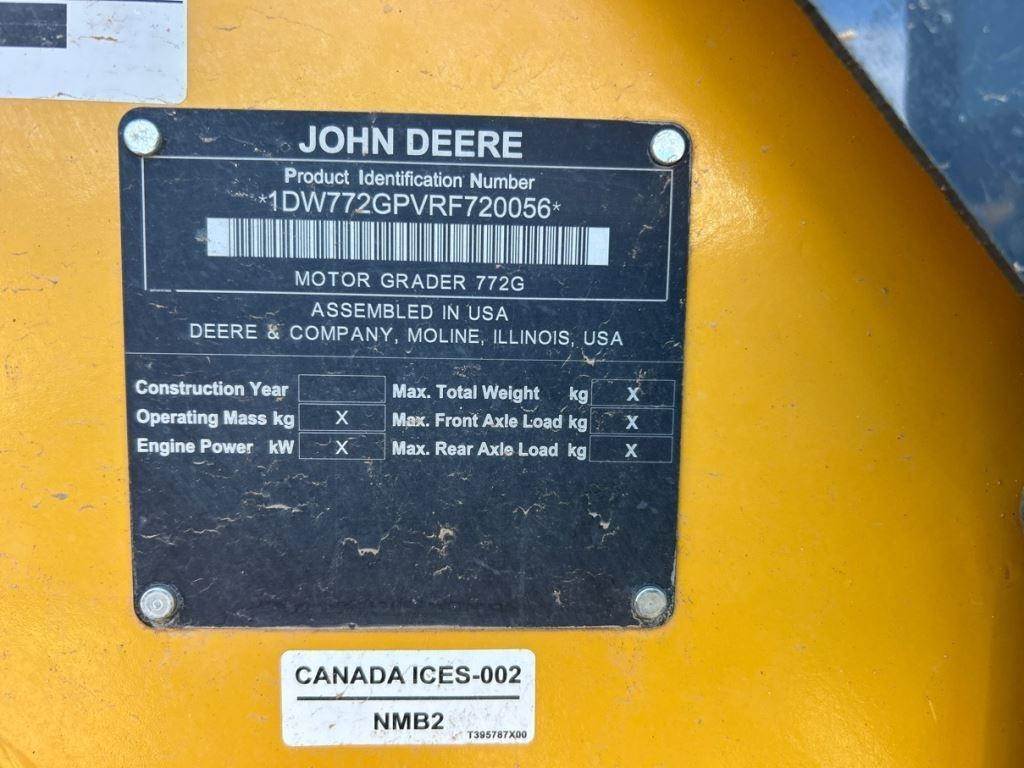 JOHN DEERE
Product Identification Number
*1DW772GPVRF720056*
MOTOR GRADER 772G
ASSEMBLED IN USA
DEERE & COMPANY, MOLINE, ILLINOIS, USA
Construction Year Max. Total Weight kg X
Operating Mass kg X Max. Front Axle Load kg X
Engine Power kW X Max. Rear Axle Load kg X
CANADA ICES-002
NMB2
T395787X00